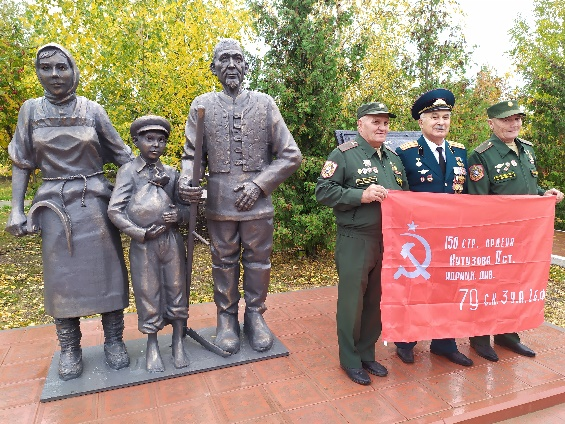 150 СТР. ОРДЕНА
КУТУЗОВА II СТ.
ИДРИЦ. ДИВ.
79 С.К. 3 У.А. 1 Б.Ф.